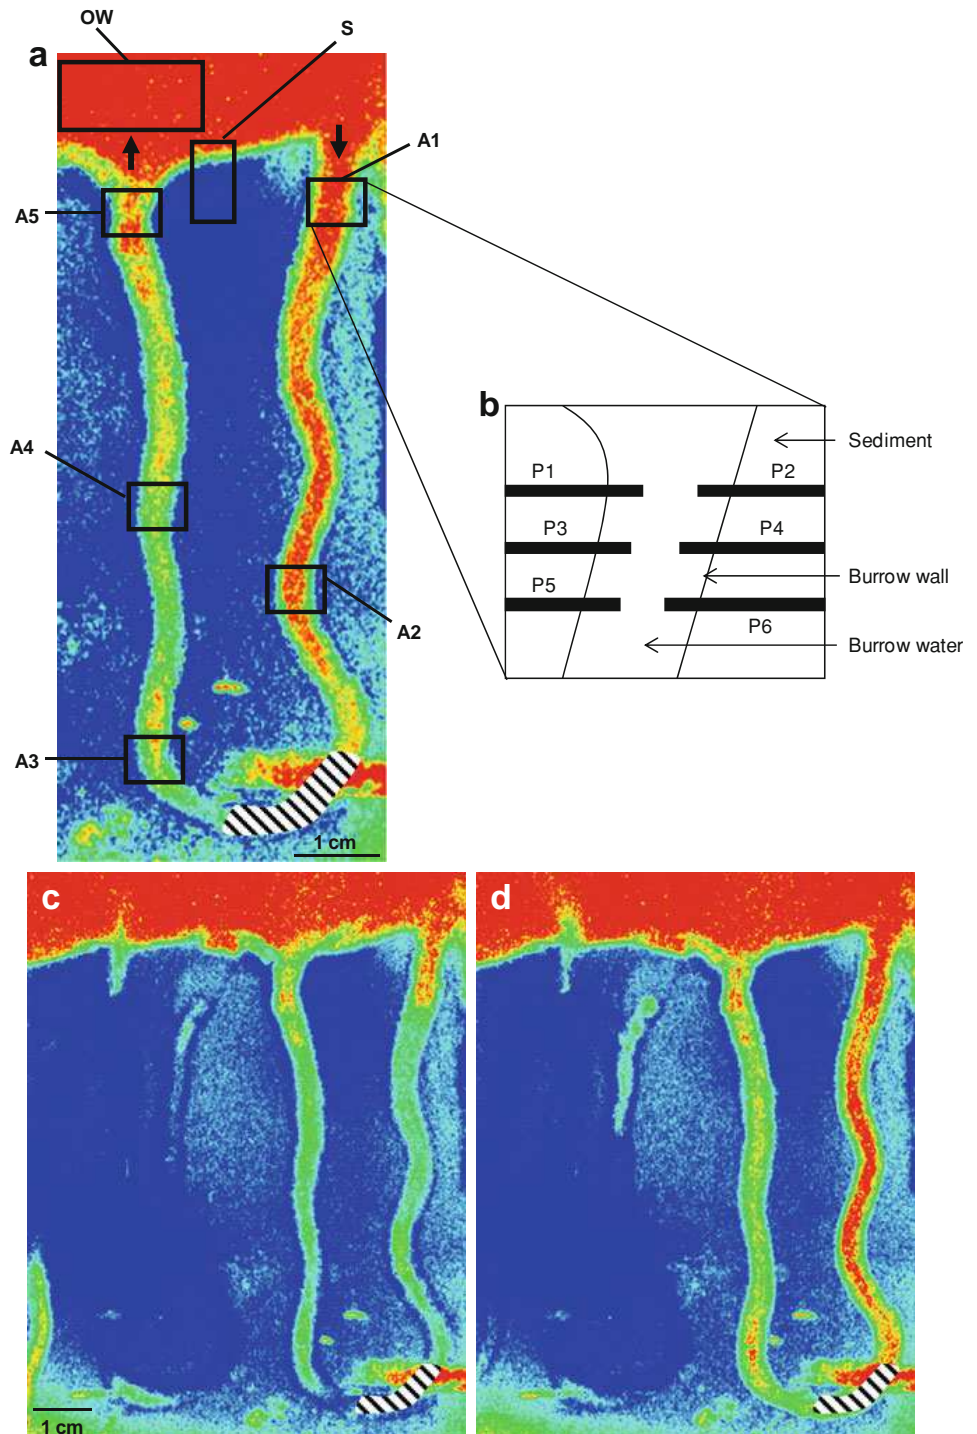 OW
S
a
A1
A5
A4
A2
A3
1 cm
b
Sediment
P1
P2
P3
P4
Burrow wall
P5
P6
Burrow water
c
1 cm
d